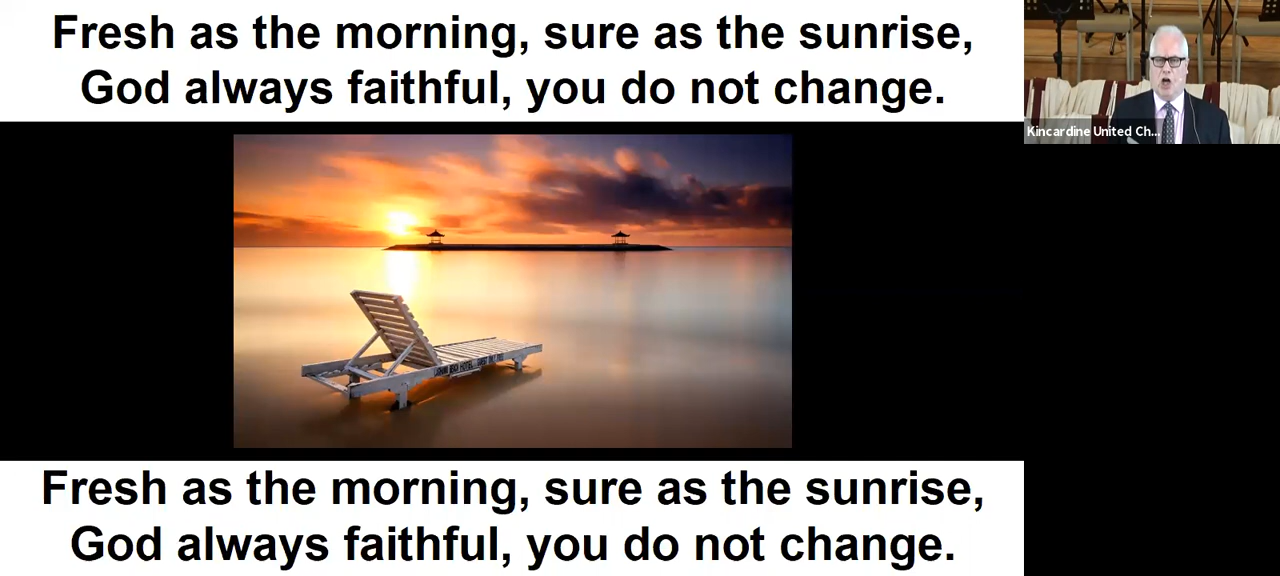 Fresh as the morning, sure as the sunrise,
God always faithful, you do not change.
Kincardine United Ch...
Fresh as the morning, sure as the sunrise,
God always faithful, you do not change.